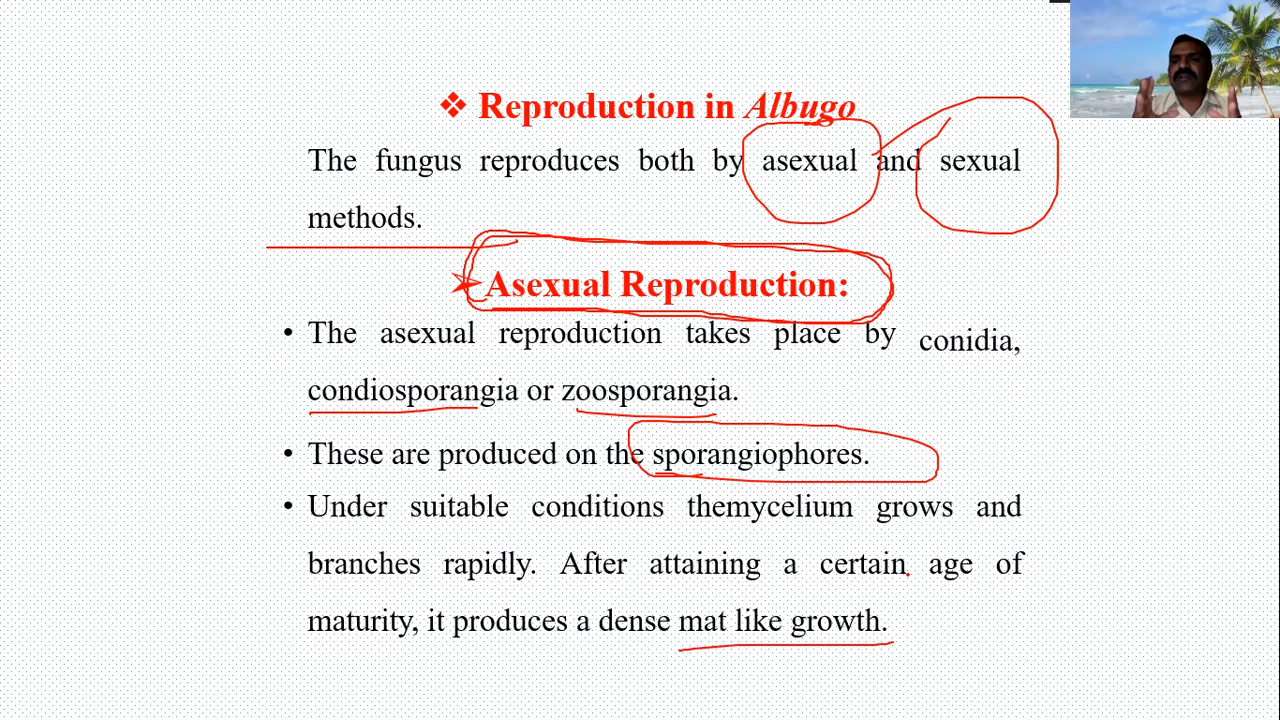 ❖ Reproduction in Albugo
The fungus reproduces both by asexual and sexual
methods.
➢ Asexual Reproduction:
• The asexual reproduction takes place by conidia,
condiosporangia or zoosporangia.
• These are produced on the sporangiophores.
• Under suitable conditions themycelium grows and
branches rapidly. After attaining a certain age of
maturity, it produces a dense mat like growth.